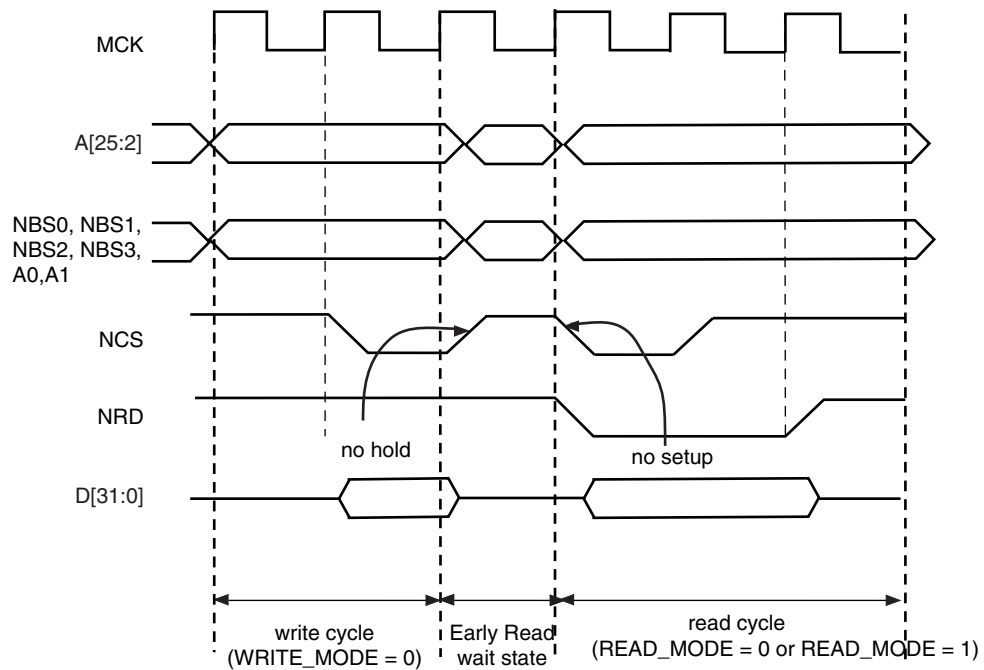 MCK
A[25:2]
NBS0, NBS1,
NBS2, NBS3,
A0,A1
NCS
NRD
no hold
no setup
D[31:0]
write cycle
(WRITE_MODE = 0)
Early Read
wait state
read cycle
(READ_MODE = 0 or READ_MODE = 1)